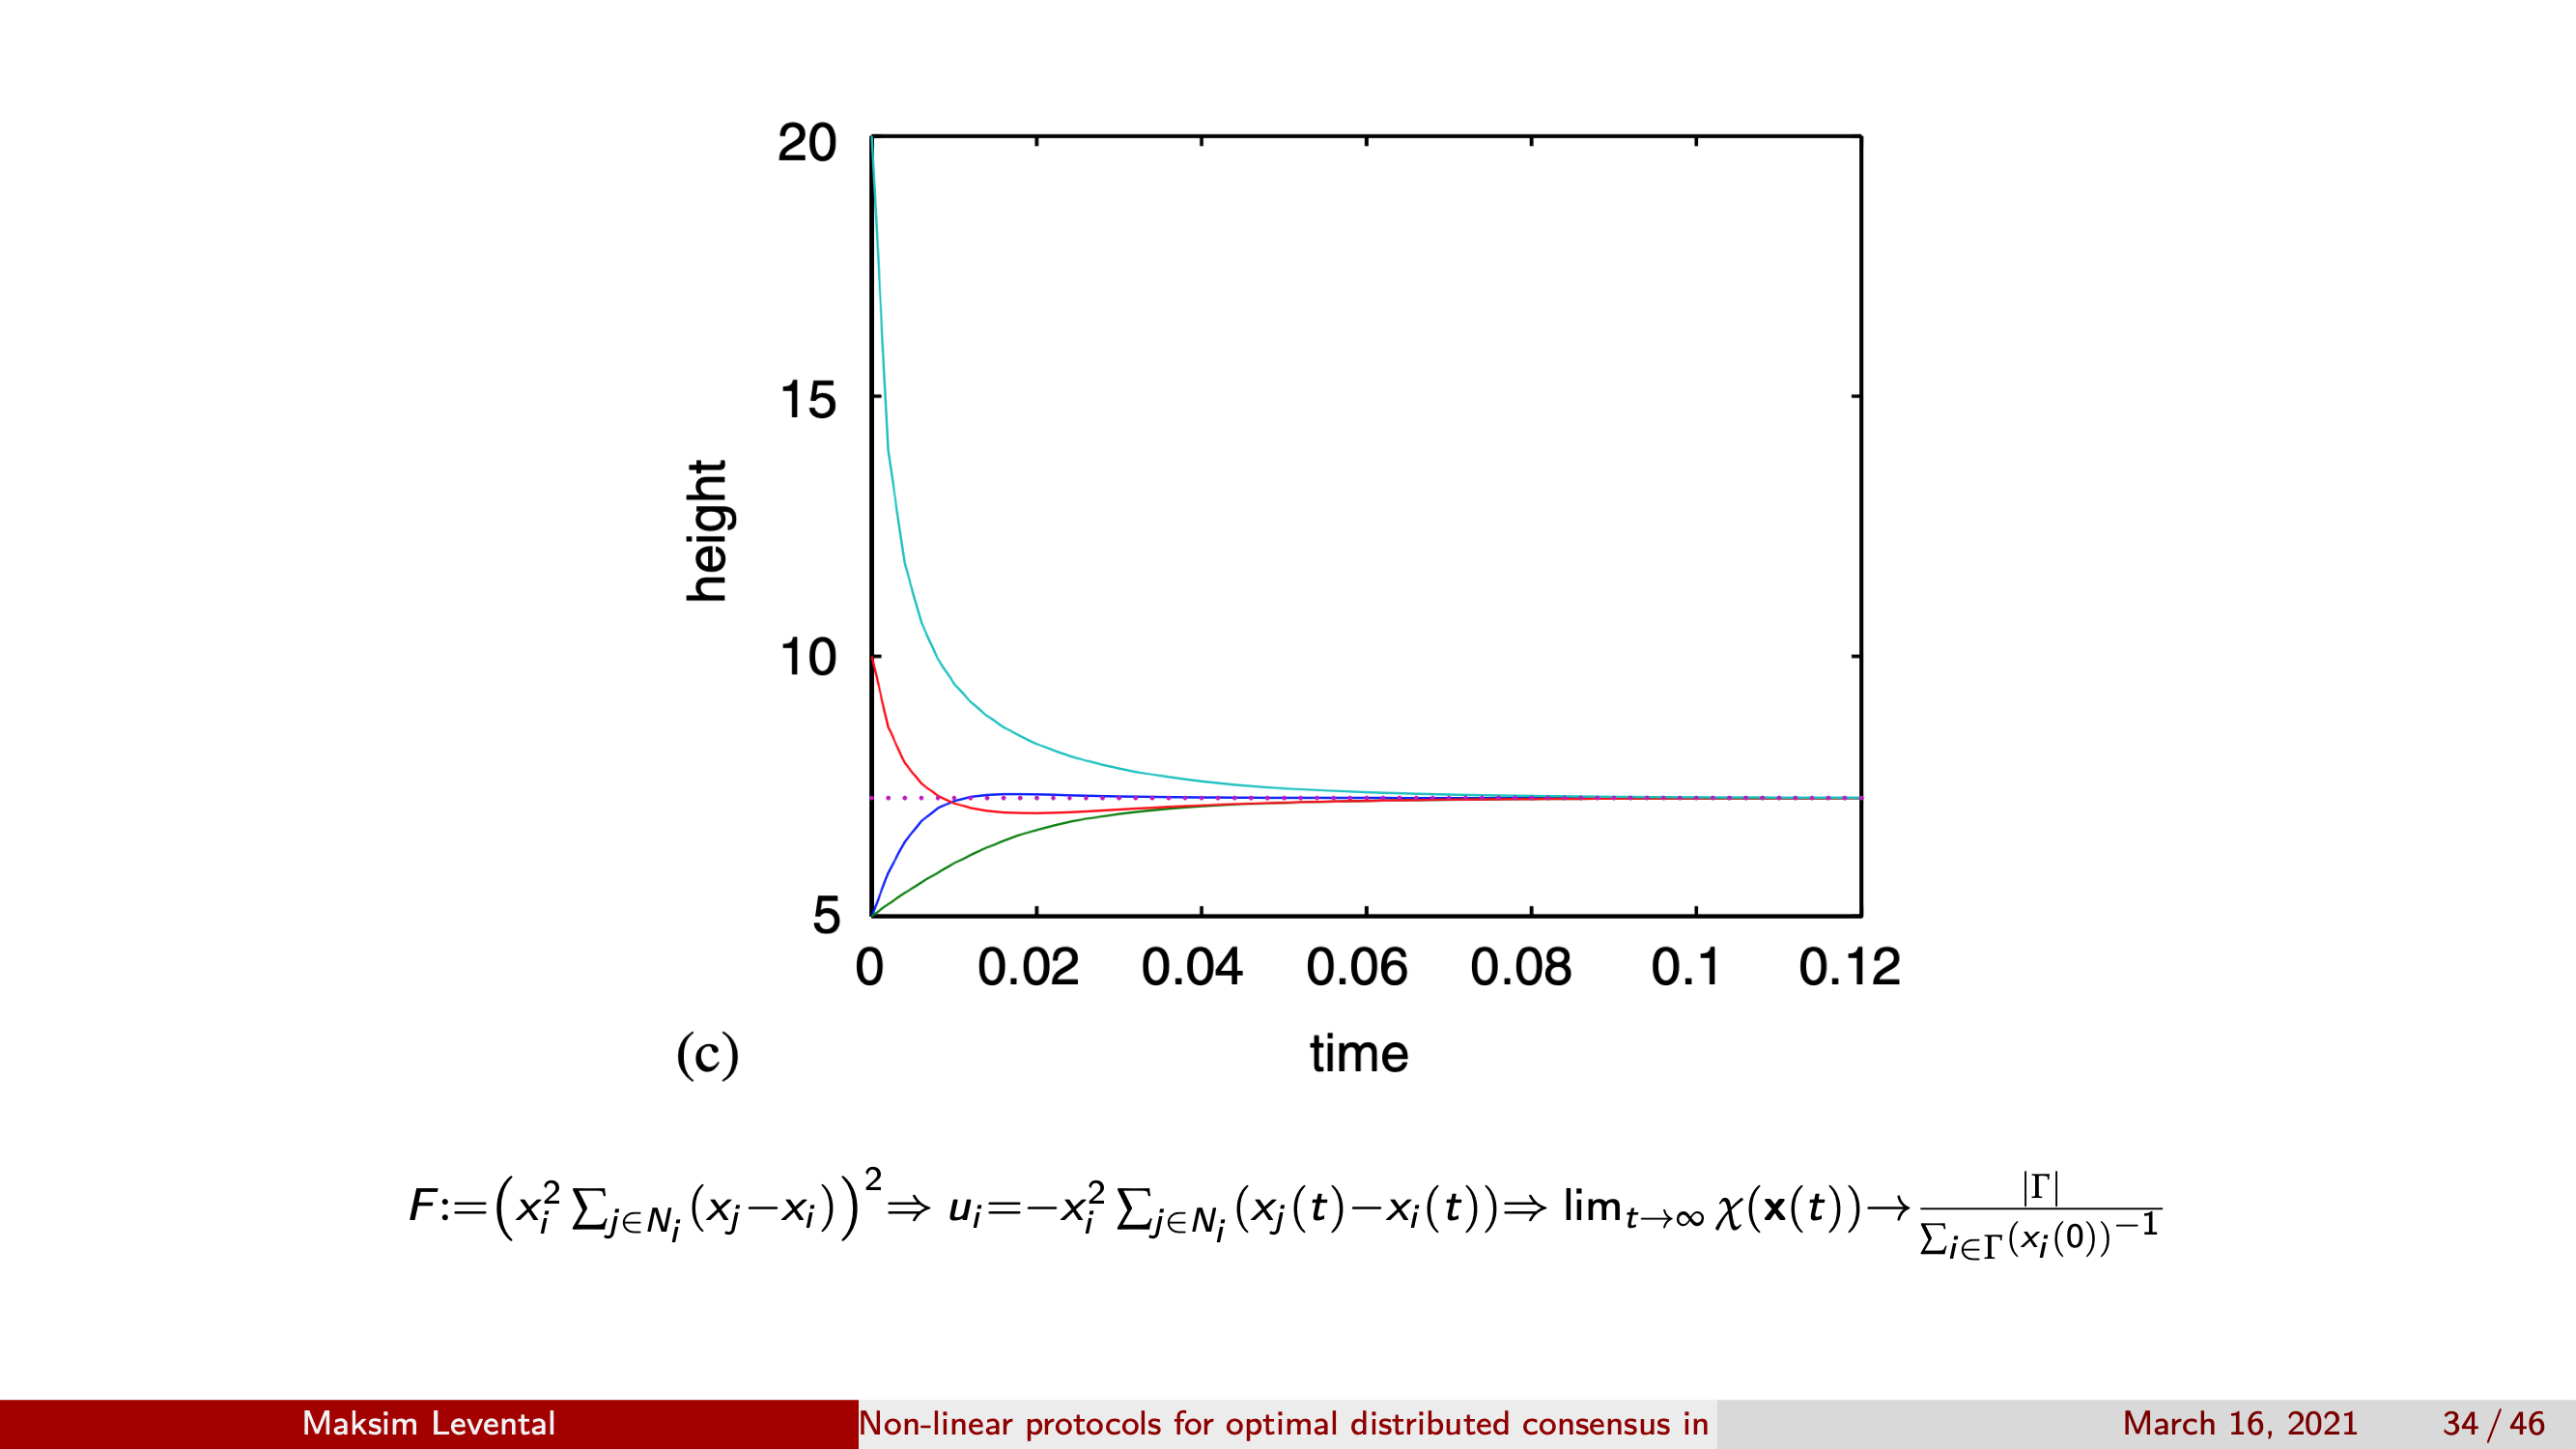 20
15
10
5
height
0 0.02 0.04 0.06 0.08 0.1 0.12
(c) time
F:=(x_i^2 ∑_{j∈N_i}(x_j−x_i))^2⇒ u_i=−x_i^2 ∑_{j∈N_i}(x_j(t)−x_i(t))⇒ lim_{t→∞} χ(𝐱(t))→|Γ|/∑_{i∈Γ}(x_i(0))^{−1}
Maksim Levental Non-linear protocols for optimal distributed consensus in March 16, 2021 34 / 46